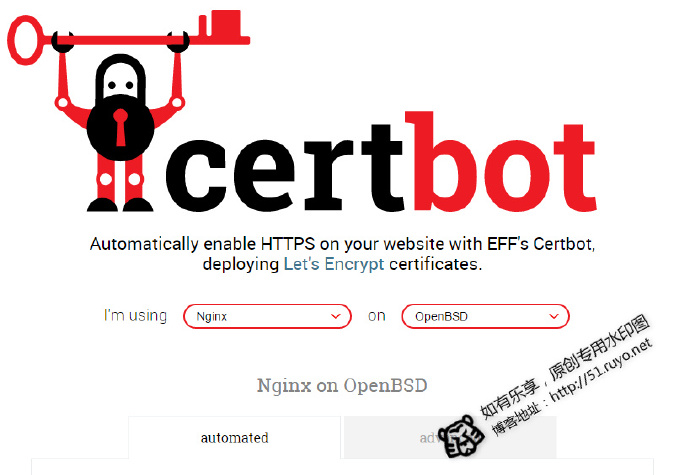 certbot
Automatically enable HTTPS on your website with EFF's Certbot,
deploying Let's Encrypt certificates.
I'm using Nginx on OpenBSD
Nginx on OpenBSD
automated
如有乐享，原创专用水印图
博客地址：http://51.ruyo.net